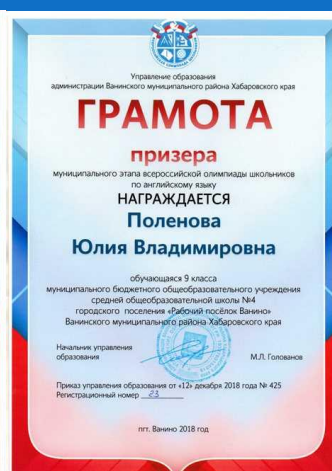 Управление образования
администрации Ванинского муниципального района Хабаровского края
ГРАМОТА
призера
муниципального этапа всероссийской олимпиады школьников
по английскому языку
НАГРАЖДАЕТСЯ
Поленова
Юлия Владимировна
обучающаяся 9 класса
муниципального бюджетного общеобразовательного учреждения
средней общеобразовательной школы №4
городского поселения «Рабочий посёлок Ванино»
Ванинского муниципального района Хабаровского края
Начальник управления
образования М.Л. Голованов
Приказ управления образования от «12» декабря 2018 года № 425
Регистрационный номер 23
пгт. Ванино 2018 год